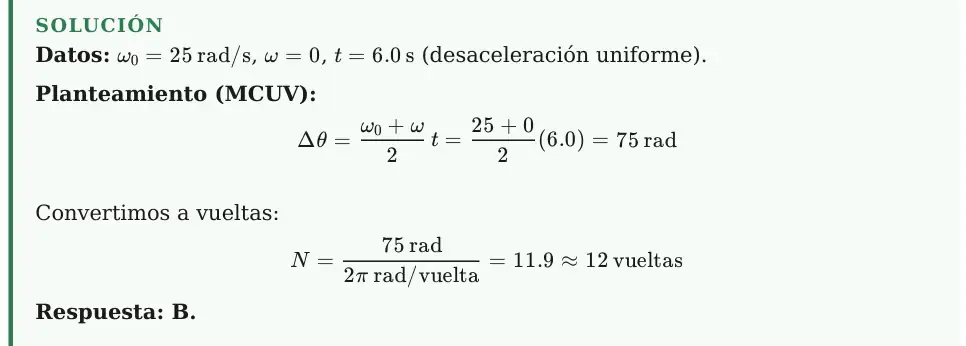 SOLUCIÓN
Datos: ω₀ = 25 rad/s, ω = 0, t = 6.0 s (desaceleración uniforme).
Planteamiento (MCUV):
Δθ = (ω₀ + ω)/2 t = (25 + 0)/2 (6.0) = 75 rad
Convertimos a vueltas:
N = 75 rad / 2π rad/vuelta = 11.9 ≈ 12 vueltas
Respuesta: B.